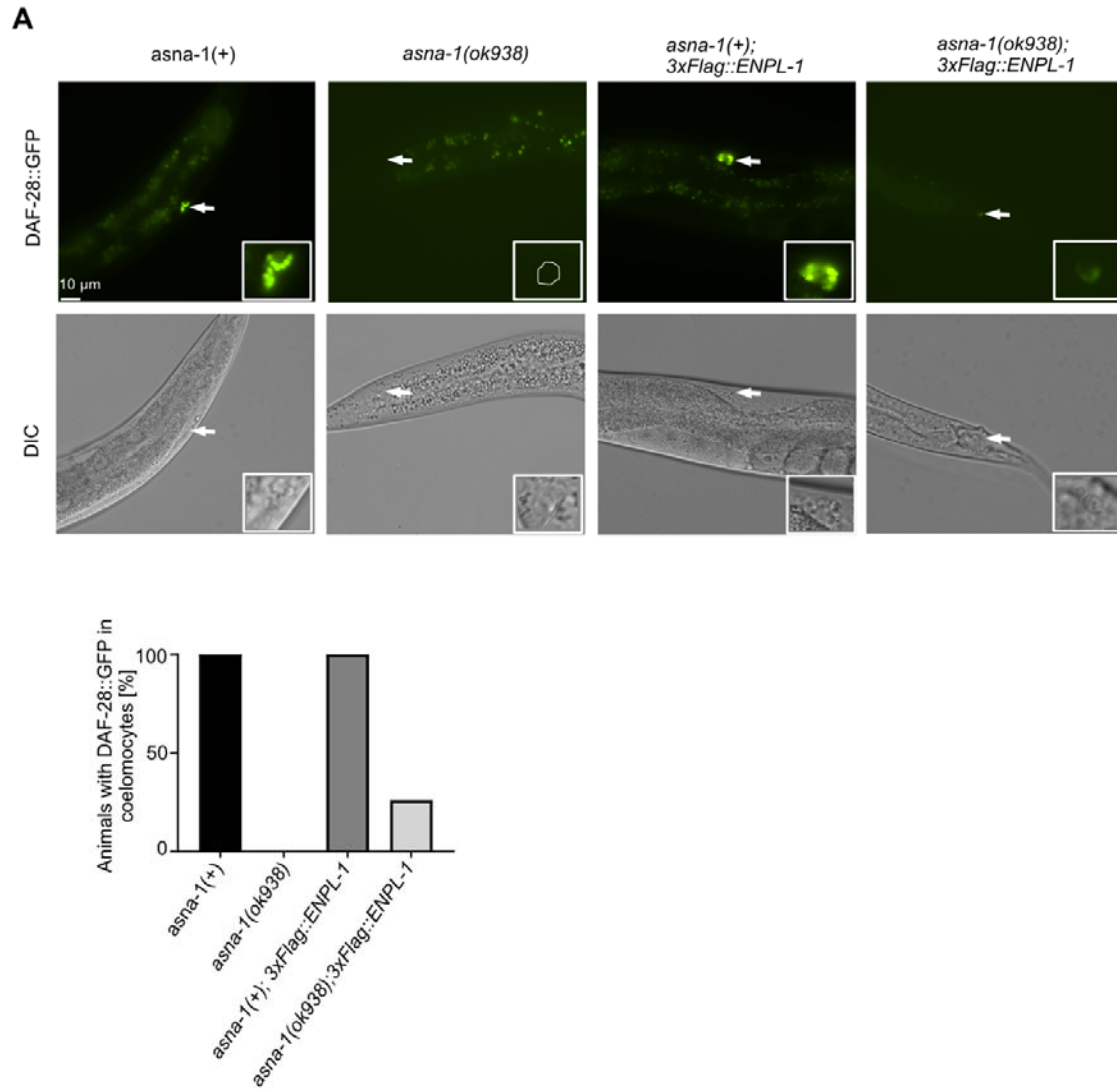 A
asna-1(+)
asna-1(ok938)
asna-1(+);
3xFlag::ENPL-1
asna-1(ok938);
3xFlag::ENPL-1
DAF-28::GFP
10 µm
DIC
Animals with DAF-28::GFP in
coelomocytes [%]
100
50
0
asna-1(+)
asna-1(ok938)
asna-1(+); 3xFlag::ENPL-1
asna-1(ok938);3xFlag::ENPL-1